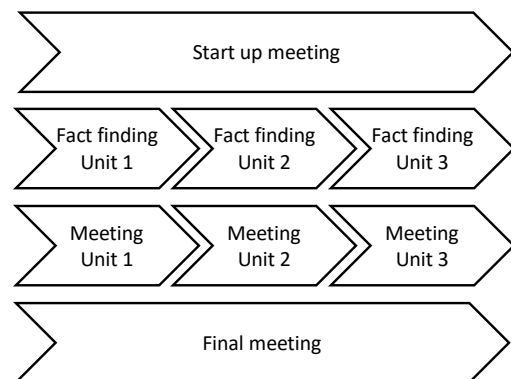 Start up meeting
Fact finding
Unit 1
Fact finding
Unit 2
Fact finding
Unit 3
Meeting
Unit 1
Meeting
Unit 2
Meeting
Unit 3
Final meeting